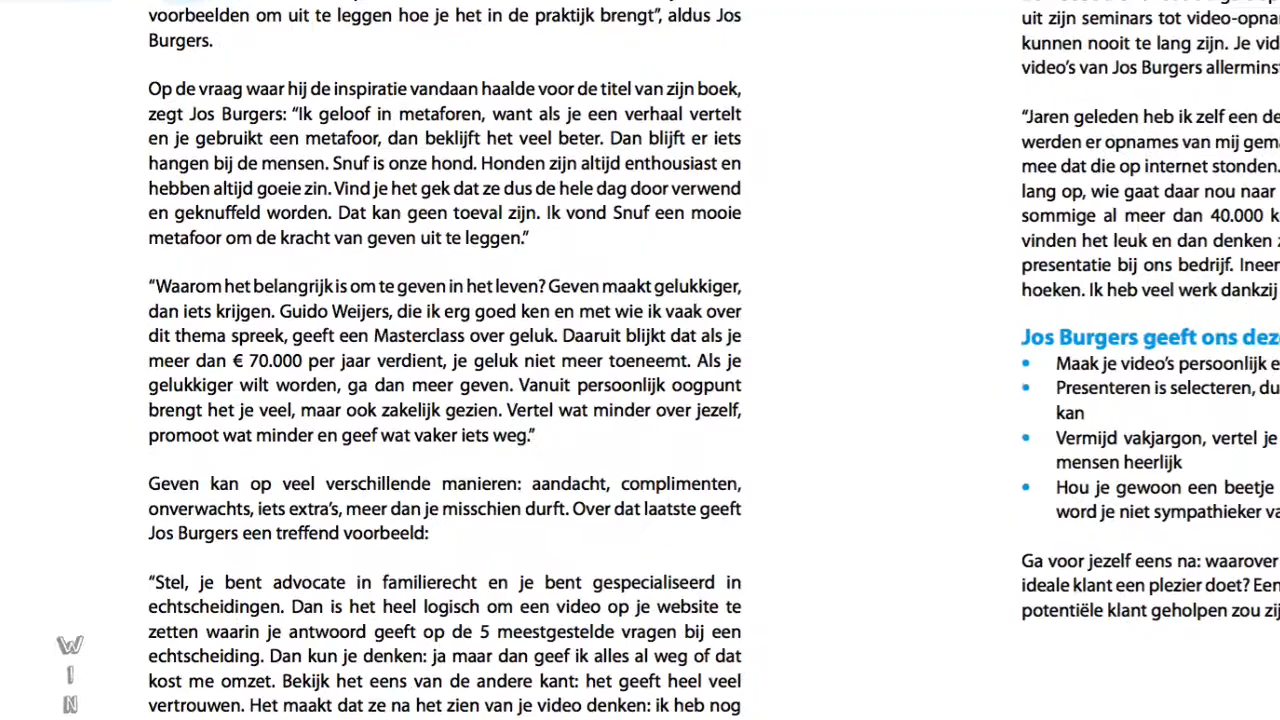 voorbeelden om uit te leggen hoe je het in de praktijk brengt”, aldus Jos
Burgers.
Op de vraag waar hij de inspiratie vandaan haalde voor de titel van zijn boek,
zegt Jos Burgers: “Ik geloof in metaforen, want als je een verhaal vertelt
en je gebruikt een metafoor, dan beklijft het veel beter. Dan blijft er iets
hangen bij de mensen. Snuf is onze hond. Honden zijn altijd enthousiast en
hebben altijd goeie zin. Vind je het gek dat ze dus de hele dag door verwend
en geknuffeld worden. Dat kan geen toeval zijn. Ik vond Snuf een mooie
metafoor om de kracht van geven uit te leggen.”
“Waarom het belangrijk is om te geven in het leven? Geven maakt gelukkiger,
dan iets krijgen. Guido Weijers, die ik erg goed ken en met wie ik vaak over
dit thema spreek, geeft een Masterclass over geluk. Daaruit blijkt dat als je
meer dan € 70.000 per jaar verdient, je geluk niet meer toeneemt. Als je
gelukkiger wilt worden, ga dan meer geven. Vanuit persoonlijk oogpunt
brengt het je veel, maar ook zakelijk gezien. Vertel wat minder over jezelf,
promoot wat minder en geef wat vaker iets weg.”
Geven kan op veel verschillende manieren: aandacht, complimenten,
onverwachts, iets extra’s, meer dan je misschien durft. Over dat laatste geeft
Jos Burgers een treffend voorbeeld:
“Stel, je bent advocate in familierecht en je bent gespecialiseerd in
echtscheidingen. Dan is het heel logisch om een video op je website te
zetten waarin je antwoord geeft op de 5 meestgestelde vragen bij een
echtscheiding. Dan kun je denken: ja maar dan geef ik alles al weg of dat
kost me omzet. Bekijk het eens van de andere kant: het geeft heel veel
vertrouwen. Het maakt dat ze na het zien van je video denken: ik heb nog
W
I
N
uit zijn seminars tot video-opna
kunnen nooit te lang zijn. Je vid
video’s van Jos Burgers allermins
“Jaren geleden heb ik zelf een de
werden er opnames van mij gema
mee dat die op internet stonden.
lang op, wie gaat daar nou naar
sommige al meer dan 40.000 k
vinden het leuk en dan denken z
presentatie bij ons bedrijf. Ineen
hoeken. Ik heb veel werk dankzij
Jos Burgers geeft ons deze
• Maak je video’s persoonlijk e
• Presenteren is selecteren, du
kan
• Vermijd vakjargon, vertel je
mensen heerlijk
• Hou je gewoon een beetje
word je niet sympathieker va
Ga voor jezelf eens na: waarover
ideale klant een plezier doet? Een
potentiële klant geholpen zou zij